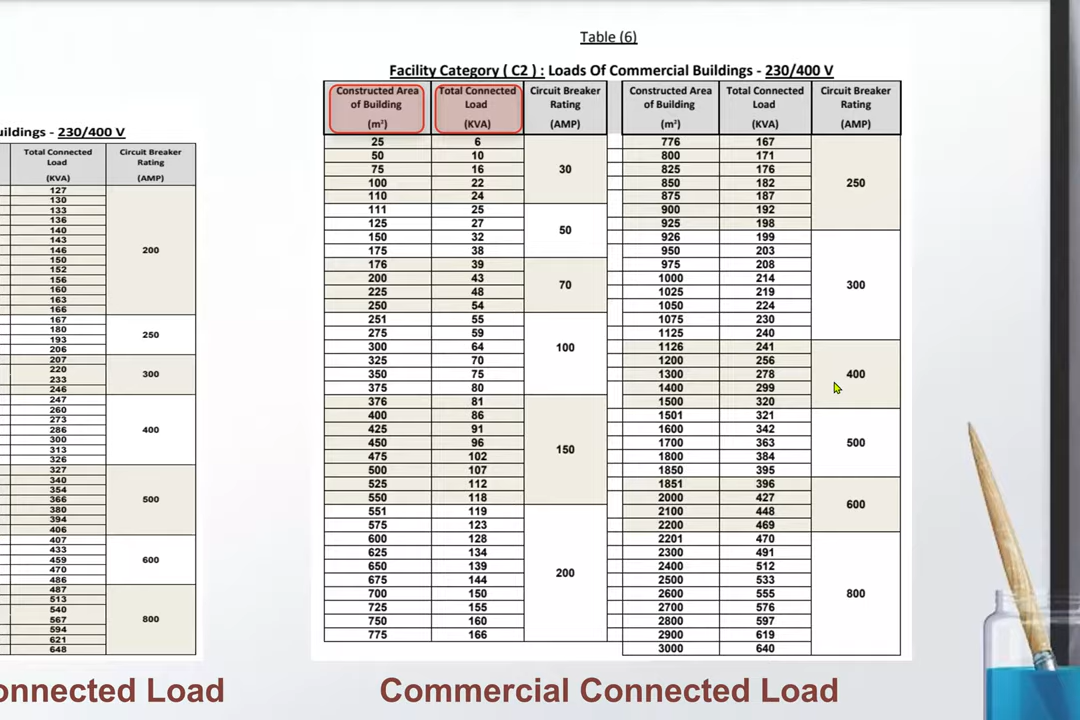 Table (6)
Facility Category ( C2 ) : Loads Of Commercial Buildings - 230/400 V
Constructed Area of Building (m²) Total Connected Load (KVA) Circuit Breaker Rating (AMP) Constructed Area of Building (m²) Total Connected Load (KVA) Circuit Breaker Rating (AMP)
25 6 776 167
50 10 800 171
75 16 30 825 176
100 22 850 182 250
110 24 875 187
111 25 900 192
125 27 50 925 198
150 32 926 199
175 38 950 203
176 39 975 208
200 43 70 1000 214 300
225 48 1025 219
250 54 1050 224
251 55 1075 230
275 59 1125 240
300 64 100 1126 241
325 70 1200 256
350 75 1300 278 400
375 80 1400 299
376 81 1500 320
400 86 1501 321
425 91 1600 342
450 96 150 1700 363 500
475 102 1800 384
500 107 1850 395
525 112 1851 396
550 118 2000 427 600
551 119 2100 448
575 123 2200 469
600 128 2201 470
625 134 2300 491
650 139 200 2400 512
675 144 2500 533
700 150 2600 555 800
725 155 2700 576
750 160 2800 597
775 166 2900 619
3000 640
Commercial Connected Load
uildings - 230/400 V
Total Connected Load (KVA) Circuit Breaker Rating (AMP)
127
130
133
136
140
143
146 200
150
152
156
160
163
166
167
180 250
193
206
207
220 300
233
246
247
260
273
286 400
300
313
326
327
340
354
366 500
380
394
406
407
433
459 600
470
486
487
513
540
567 800
594
621
648
onnected Load